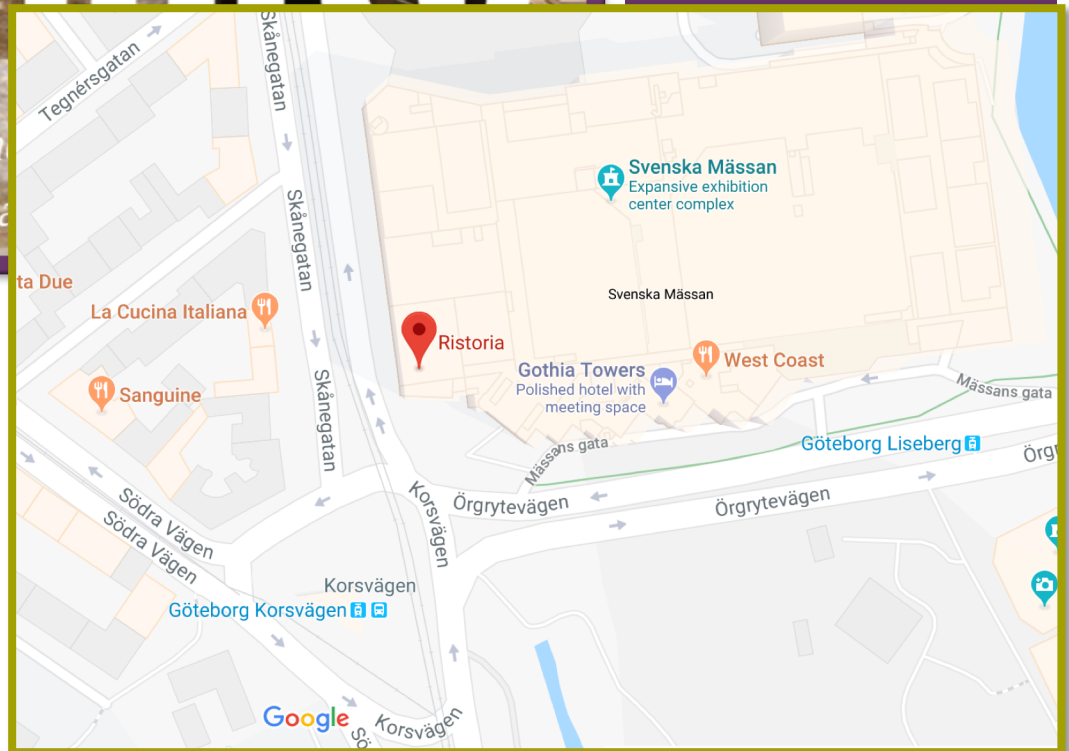 Tegnérsgatan
Skånegatan
Svenska Mässan
Expansive exhibition
center complex
Skånegatan
ta Due
La Cucina Italiana
Svenska Mässan
Ristoria
West Coast
Gothia Towers
Polished hotel with
meeting space
Sanguine
Skånegatan
Mässans gata
Mässans gata
Göteborg Liseberg
Örgr
Örgrytevägen
Örgrytevägen
Korsvägen
Södra Vägen
Södra Vägen
Korsvägen
Göteborg Korsvägen
Google
Sö
Korsvägen